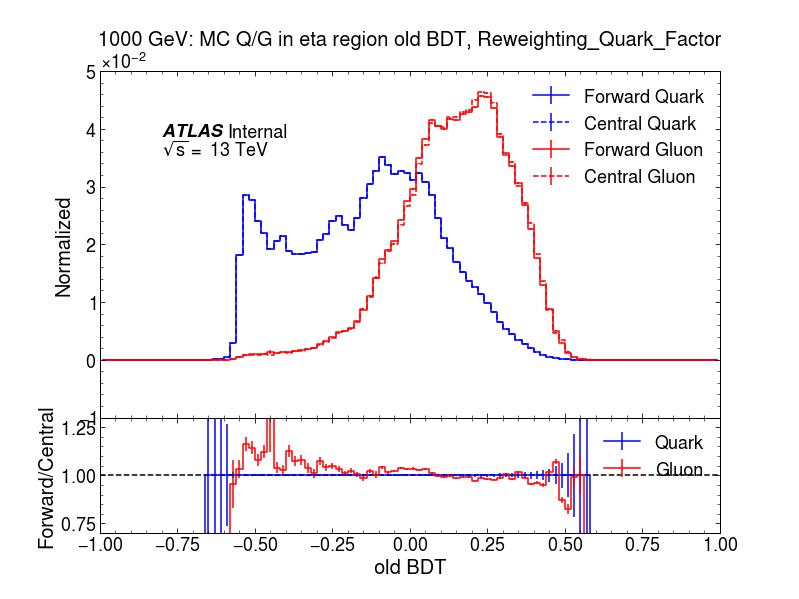 1000 GeV: MC Q/G in eta region old BDT, Reweighting_Quark_Factor
×10⁻²
5
4
3
2
1
0
−1
Normalized
ATLAS Internal
√s = 13 TeV
Forward Quark
Central Quark
Forward Gluon
Central Gluon
1.25
1.00
0.75
Forward/Central
Quark
Gluon
−1.00 −0.75 −0.50 −0.25 0.00 0.25 0.50 0.75 1.00
old BDT